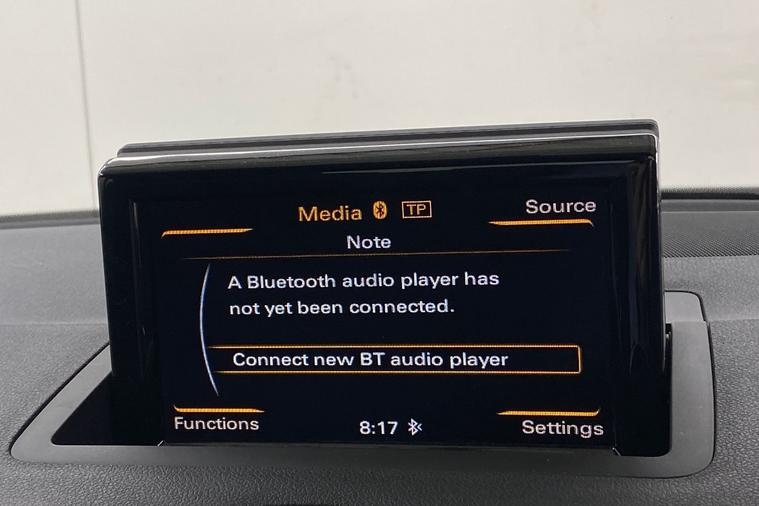 Media TP
Source
Note
A Bluetooth audio player has
not yet been connected.
Connect new BT audio player
Functions
8:17
Settings